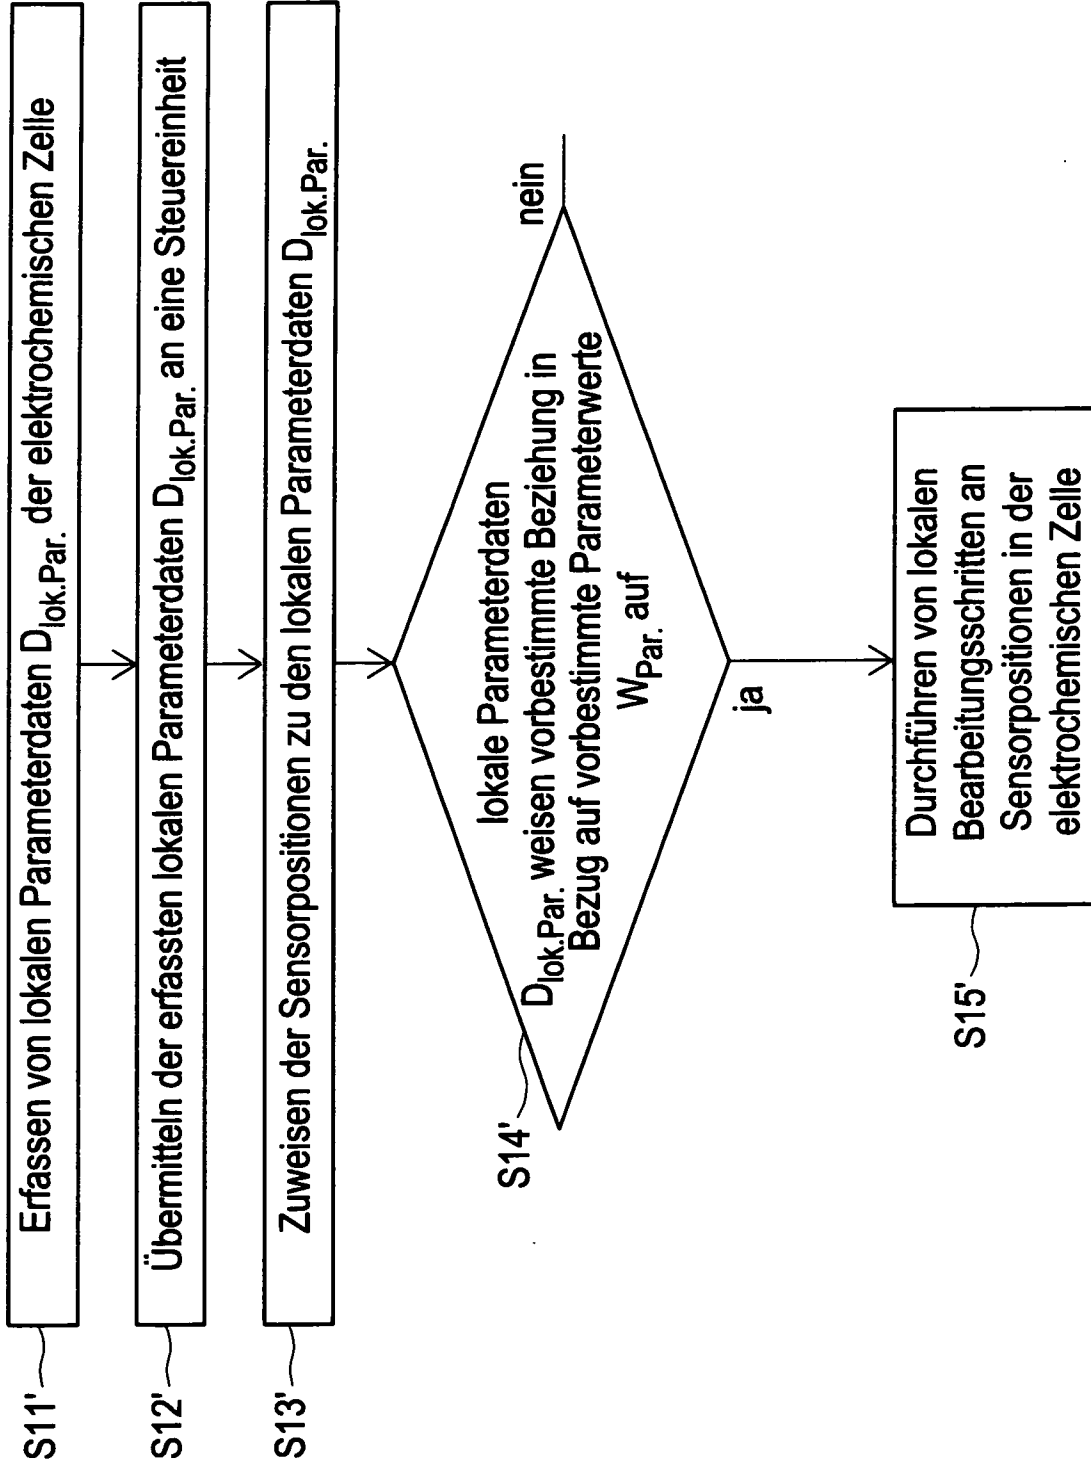 S11'
Erfassen von lokalen Parameterdaten Dlok.Par. der elektrochemischen Zelle
S12'
Übermitteln der erfassten lokalen Parameterdaten Dlok.Par. an eine Steuereinheit
S13'
Zuweisen der Sensorpositionen zu den lokalen Parameterdaten Dlok.Par.
S14'
lokale Parameterdaten
Dlok.Par. weisen vorbestimmte Beziehung in
Bezug auf vorbestimmte Parameterwerte
WPar. auf
nein
ja
S15'
Durchführen von lokalen
Bearbeitungsschritten an
Sensorpositionen in der
elektrochemischen Zelle